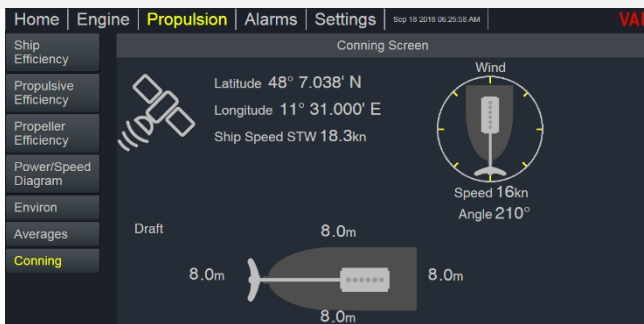 Home Engine Propulsion Alarms Settings Sep 18 2018 06:25:58 AM
Conning Screen
Ship
Efficiency
Propulsive
Efficiency
Propeller
Efficiency
Power/Speed
Diagram
Environ
Averages
Conning
Latitude 48° 7.038' N
Longitude 11° 31.000' E
Ship Speed STW 18.3kn
Wind
Speed 16kn
Angle 210°
Draft
8.0m
8.0m
8.0m
8.0m